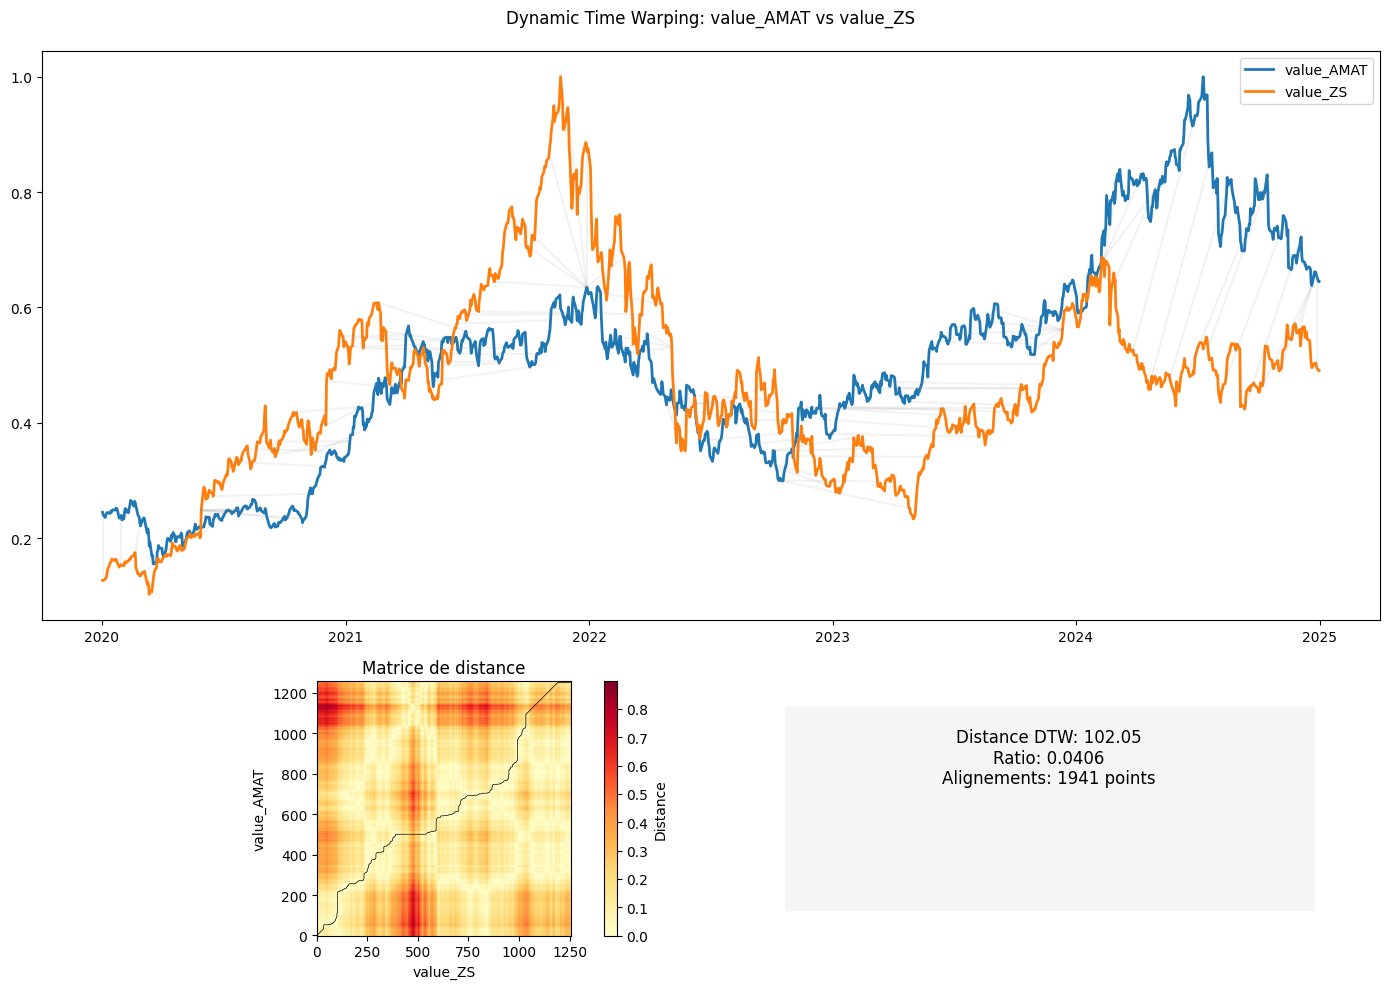 Dynamic Time Warping: value_AMAT vs value_ZS
value_AMAT
value_ZS
1.0
0.8
0.6
0.4
0.2
2020 2021 2022 2023 2024 2025
Matrice de distance
value_AMAT
1200
1000
800
600
400
200
0
0 250 500 750 1000 1250
value_ZS
0.8
0.7
0.6
0.5
0.4
0.3
0.2
0.1
0.0
Distance
Distance DTW: 102.05
Ratio: 0.0406
Alignements: 1941 points